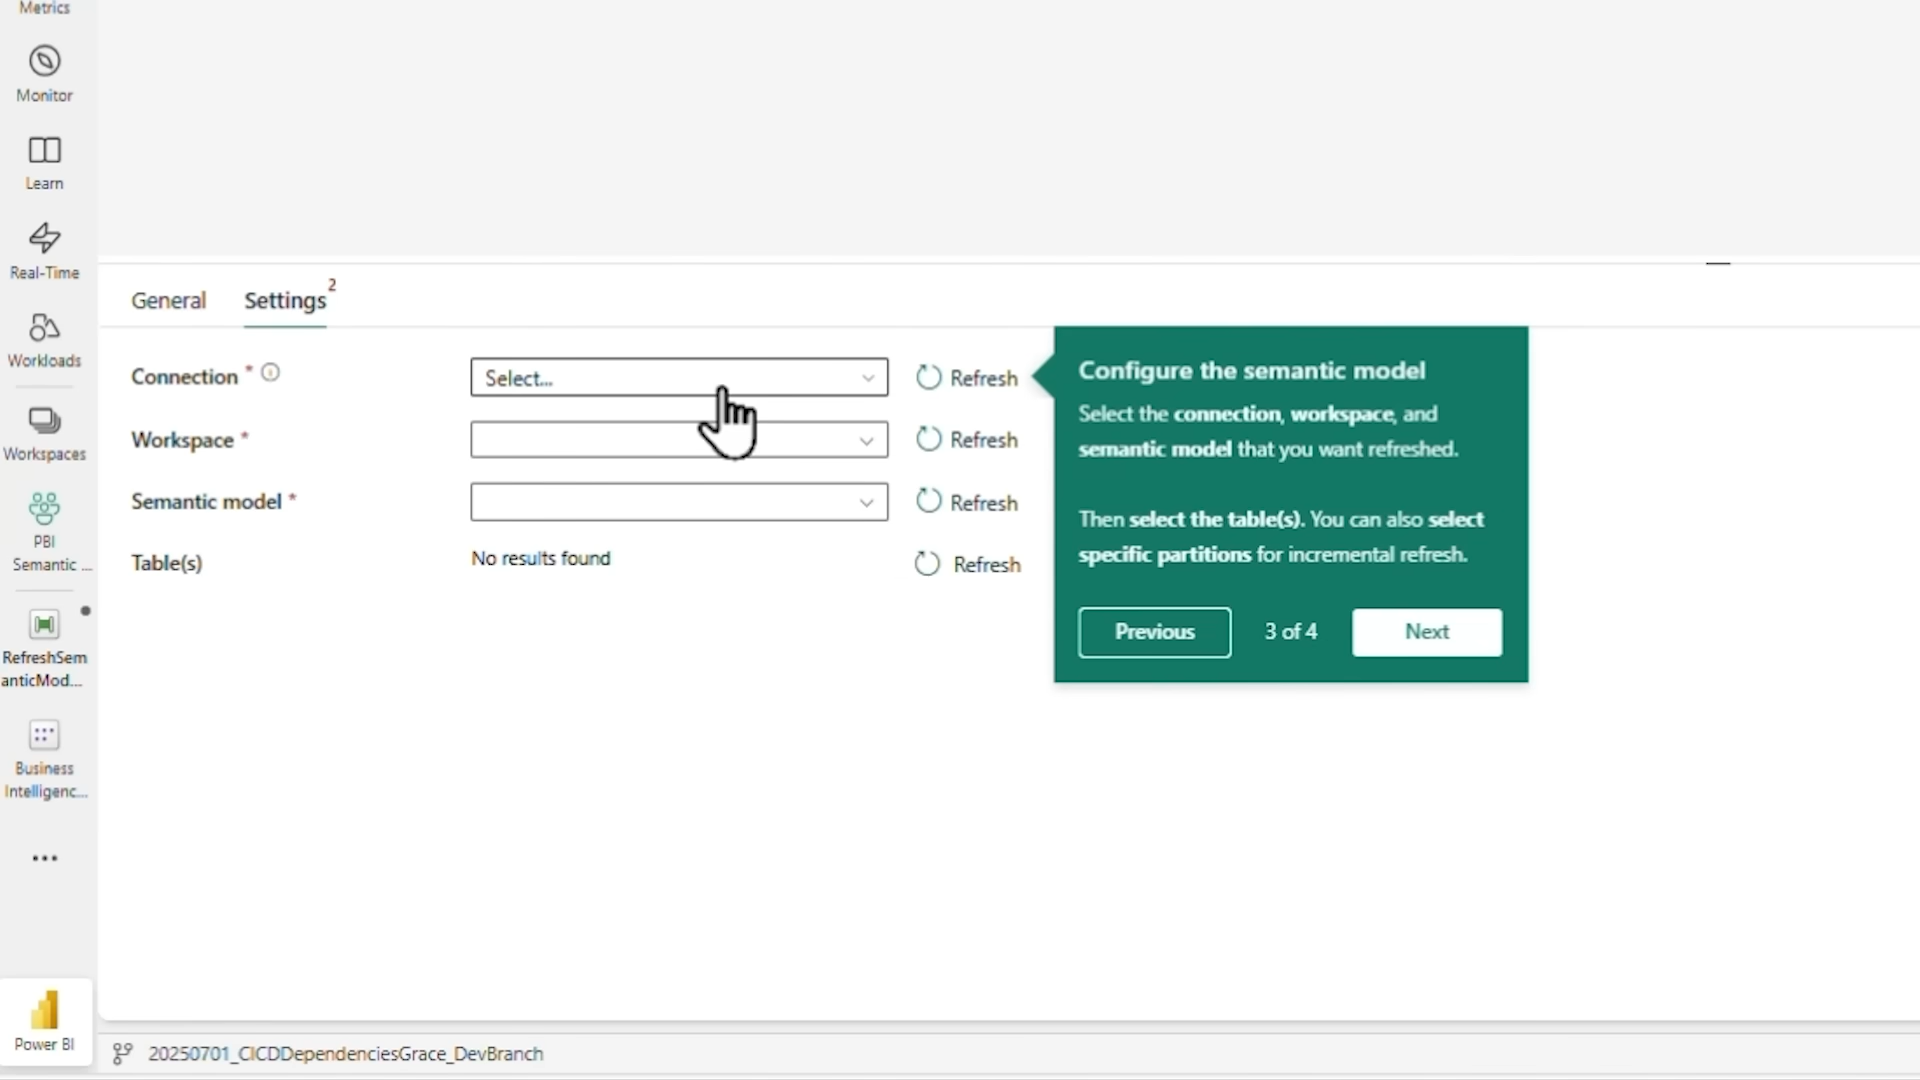 Metrics
Monitor
Learn
Real-Time
Workloads
Workspaces
PBI
Semantic ...
RefreshSem
anticMod...
Business
Intelligenc...
...
Power BI
General
Settings 2
Connection *
Select...
Refresh
Workspace *
Refresh
Semantic model *
Refresh
Table(s)
No results found
Refresh
Configure the semantic model
Select the connection, workspace, and
semantic model that you want refreshed.
Then select the table(s). You can also select
specific partitions for incremental refresh.
Previous
3 of 4
Next
20250701_CICDDependenciesGrace_DevBranch